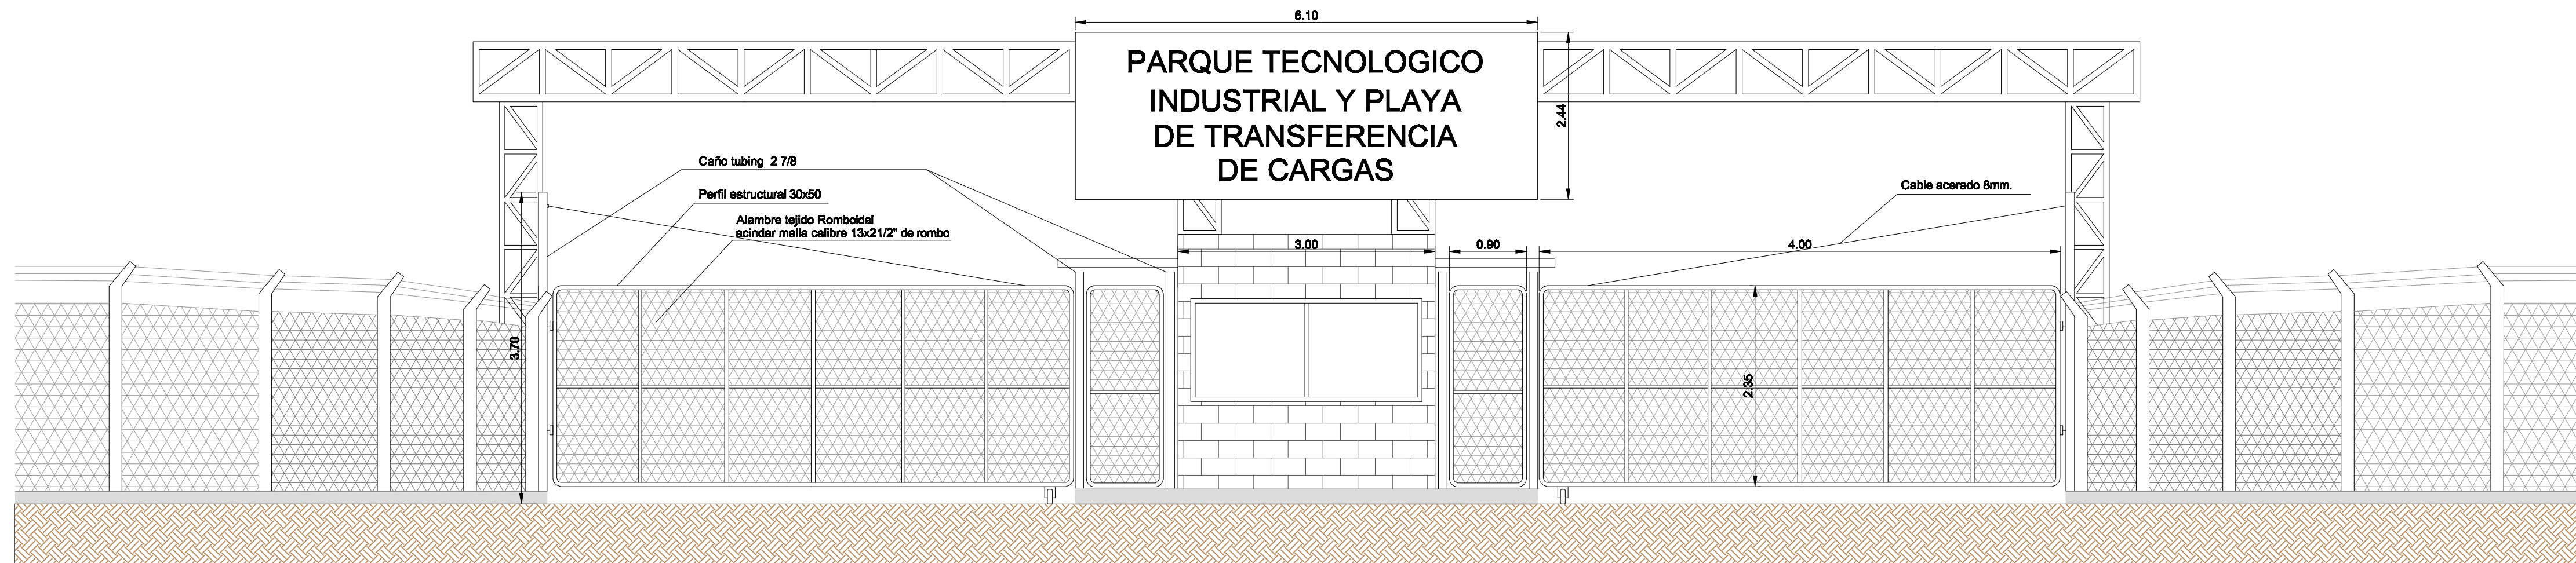 6.10
PARQUE TECNOLOGICO
INDUSTRIAL Y PLAYA
DE TRANSFERENCIA
DE CARGAS
2.44
Caño tubing 2 7/8
Perfil estructural 30x50
Alambre tejido Romboidal
acindar malla calibre 13x21/2" de rombo
Cable acerado 8mm.
3.00
0.90
4.00
3.70
2.35